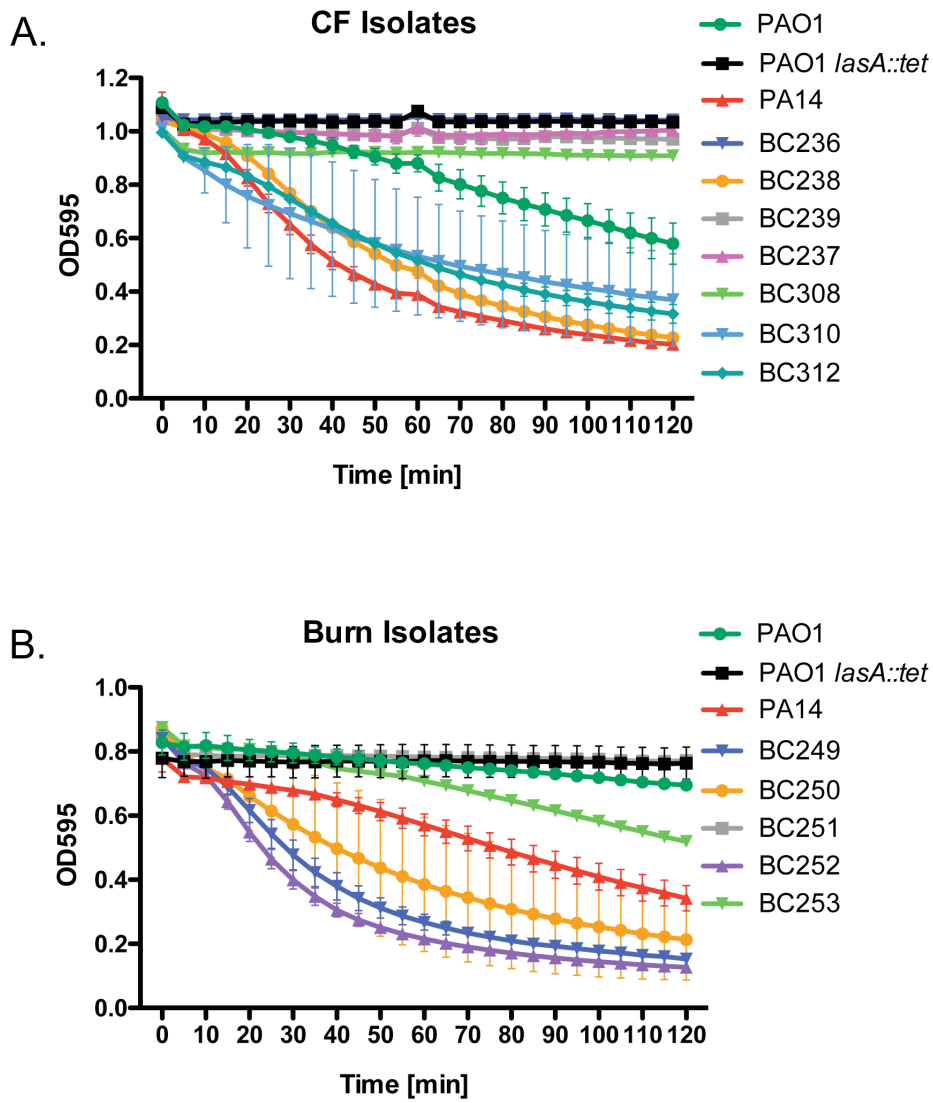 A.
CF Isolates
OD595
1.2
1.0
0.8
0.6
0.4
0.2
0.0
0 10 20 30 40 50 60 70 80 90 100 110 120
Time [min]
PAO1
PAO1 lasA::tet
PA14
BC236
BC238
BC239
BC237
BC308
BC310
BC312
B.
Burn Isolates
OD595
1.0
0.8
0.6
0.4
0.2
0.0
0 10 20 30 40 50 60 70 80 90 100 110 120
Time [min]
PAO1
PAO1 lasA::tet
PA14
BC249
BC250
BC251
BC252
BC253